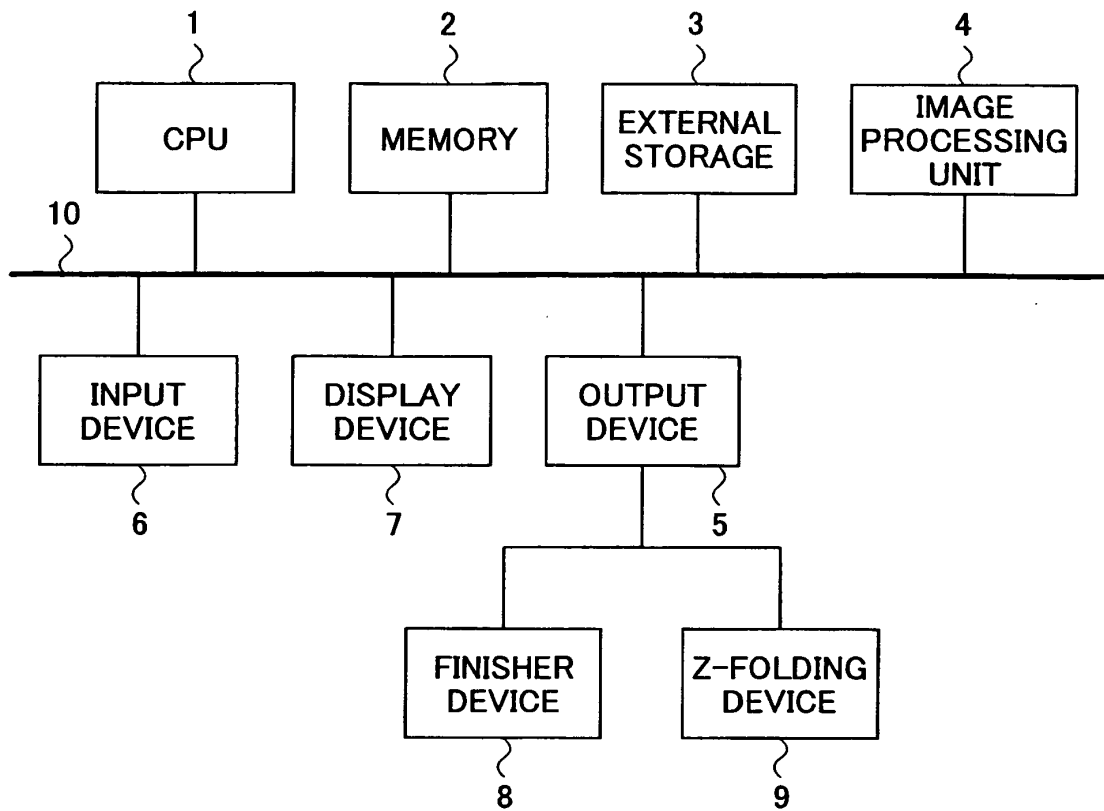 1 2 3 4
CPU MEMORY EXTERNAL STORAGE IMAGE PROCESSING UNIT
10
INPUT DEVICE DISPLAY DEVICE OUTPUT DEVICE
6 7 5
FINISHER DEVICE Z-FOLDING DEVICE
8 9